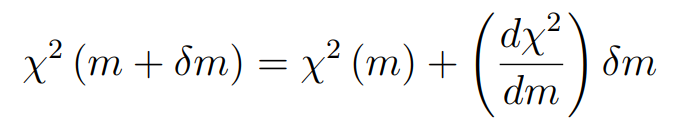 χ² (m + δm) = χ² (m) + (dχ²/dm) δm